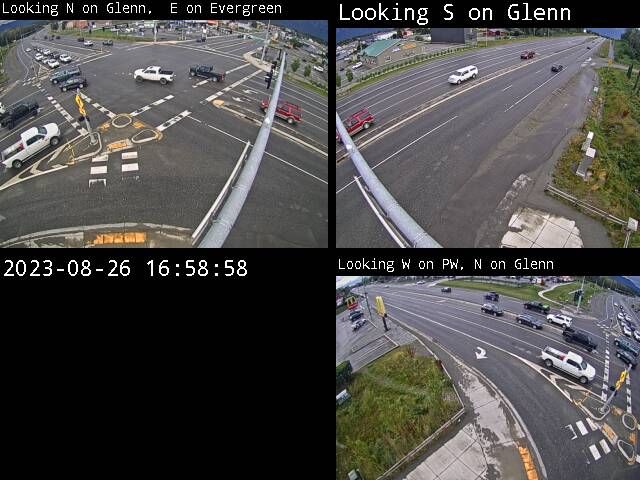 Looking N on Glenn, E on Evergreen
Looking S on Glenn
2023-08-26 16:58:58
Looking W on PW, N on Glenn